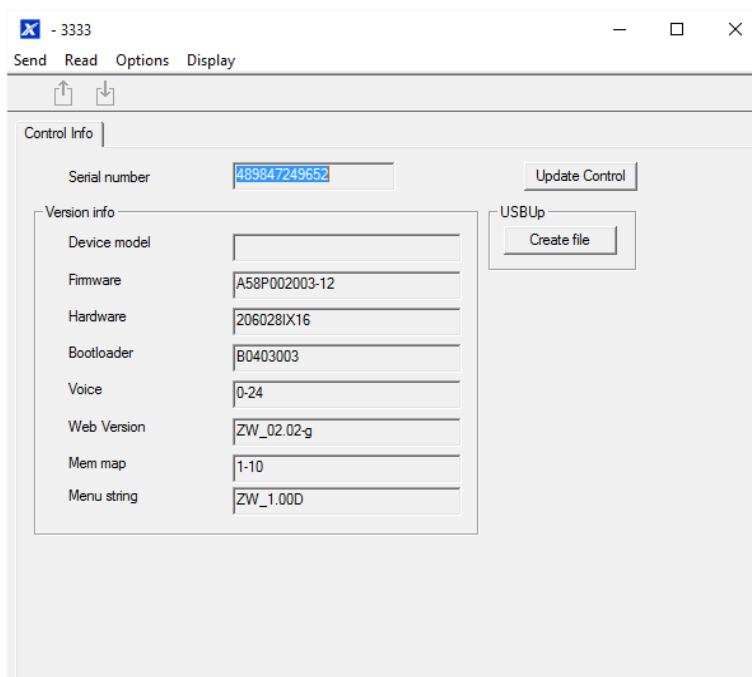 - 3333
Send Read Options Display
Control Info
Serial number 489847249652 Update Control
Version info USBUp
Device model Create file
Firmware A58P002003-12
Hardware 206028IX16
Bootloader B0403003
Voice 0-24
Web Version ZW_02.02-g
Mem map 1-10
Menu string ZW_1.00D